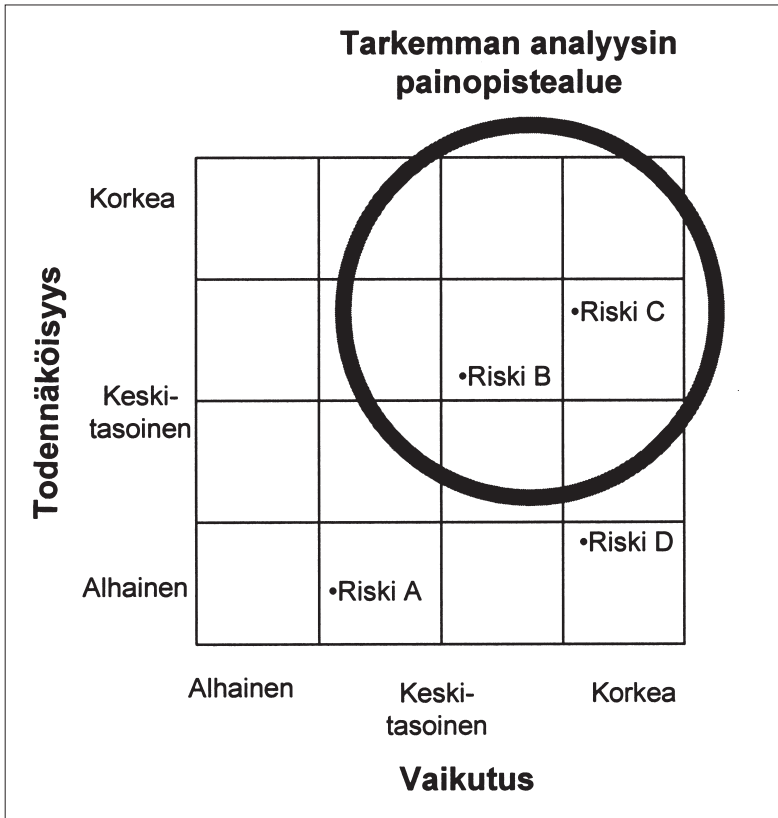 Tarkemman analyysin
painopistealue
Todennäköisyys
Korkea
•Riski C
•Riski B
Keski-
tasoinen
•Riski D
Alhainen
•Riski A
Alhainen
Keski-
tasoinen
Korkea
Vaikutus